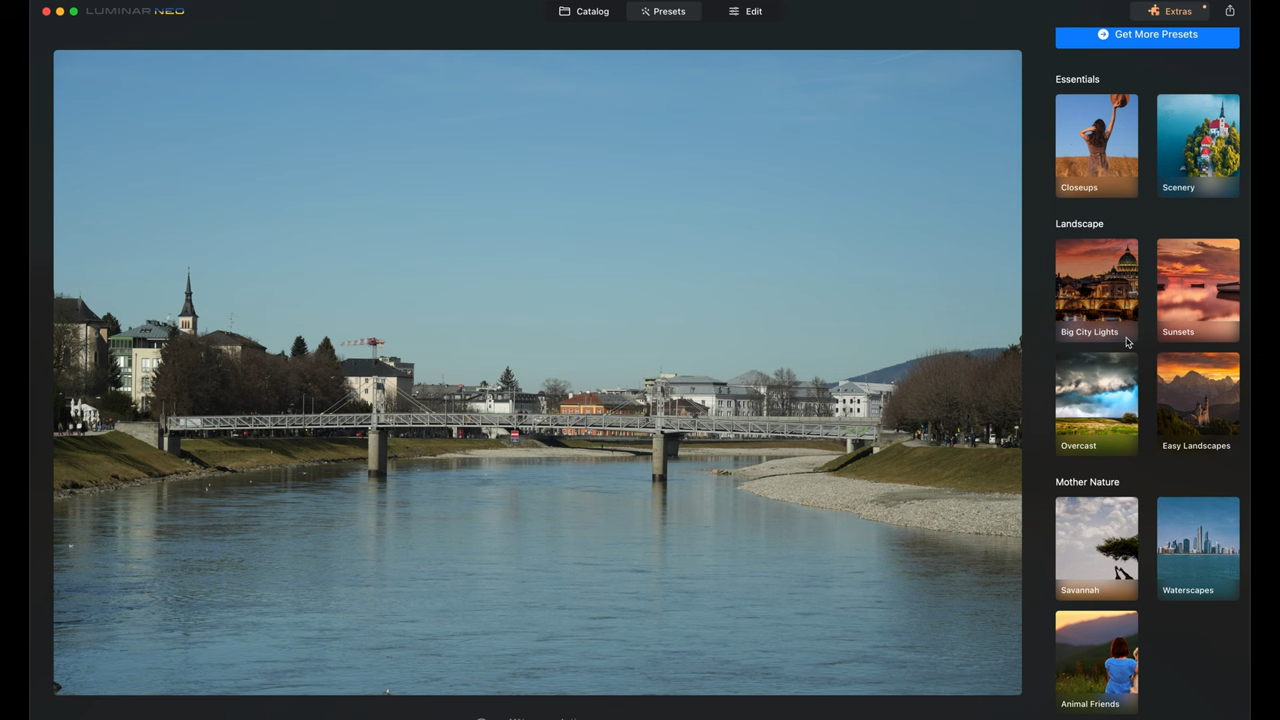 LUMINAR NEO
Catalog
Presets
Edit
Extras
Get More Presets
Essentials
Closeups
Scenery
Landscape
Big City Lights
Sunsets
Overcast
Easy Landscapes
Mother Nature
Savannah
Waterscapes
Animal Friends